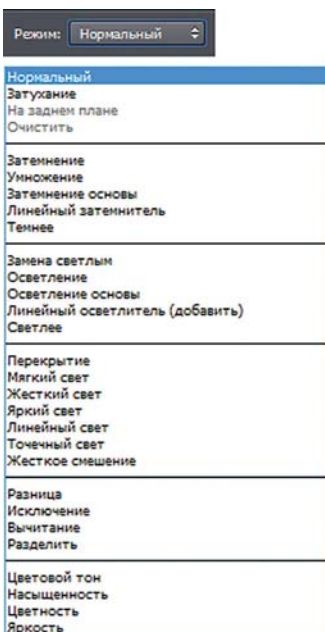 Режим: Нормальный
Нормальный
Затухание
На заднем плане
Очистить
Затемнение
Умножение
Затемнение основы
Линейный затемнитель
Темнее
Замена светлым
Осветление
Осветление основы
Линейный осветлитель (добавить)
Светлее
Перекрытие
Мягкий свет
Жесткий свет
Яркий свет
Линейный свет
Точечный свет
Жесткое смешение
Разница
Исключение
Вычитание
Разделить
Цветовой тон
Насыщенность
Цветность
Яркость